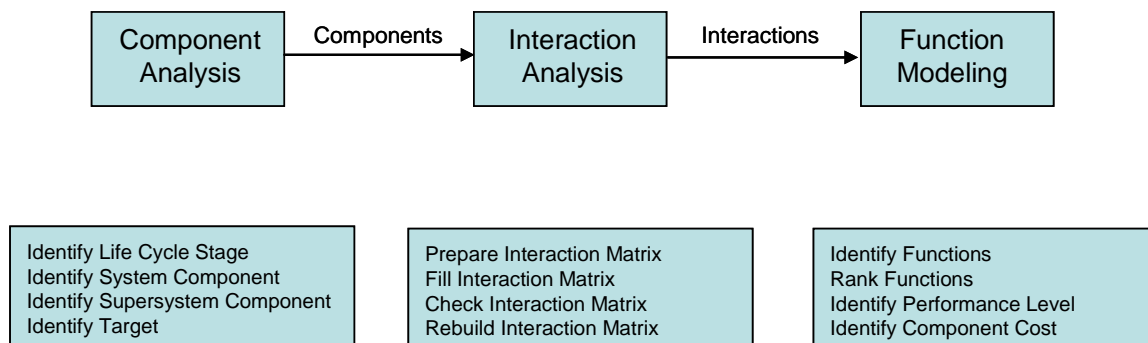 Component
Analysis
Components
Interaction
Analysis
Interactions
Function
Modeling
Identify Life Cycle Stage
Identify System Component
Identify Supersystem Component
Identify Target
Prepare Interaction Matrix
Fill Interaction Matrix
Check Interaction Matrix
Rebuild Interaction Matrix
Identify Functions
Rank Functions
Identify Performance Level
Identify Component Cost